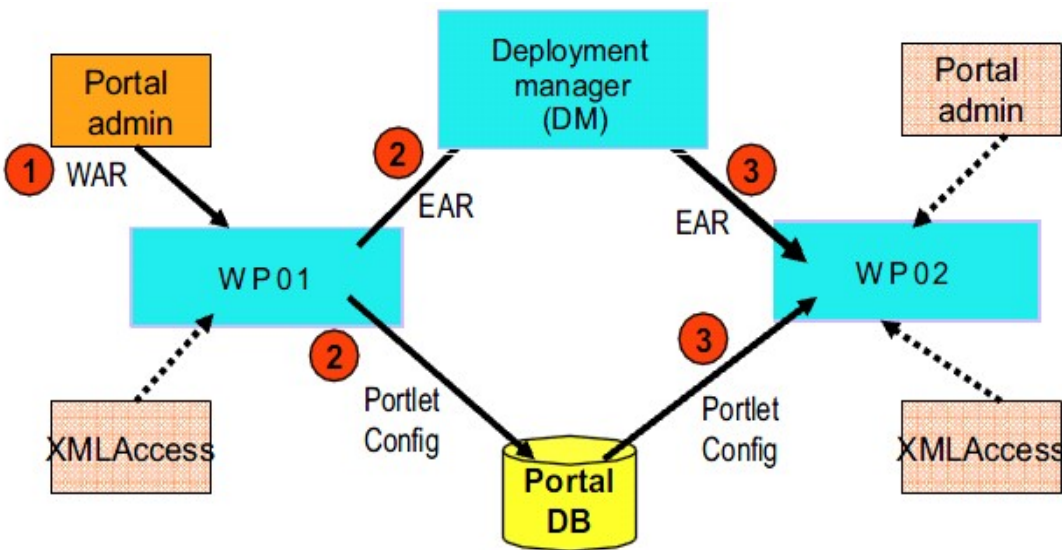 Portal
admin
1
WAR
WP01
XMLAccess
2
EAR
Deployment
manager
(DM)
2
Portlet
Config
Portal
DB
3
EAR
3
Portlet
Config
Portal
admin
WP02
XMLAccess